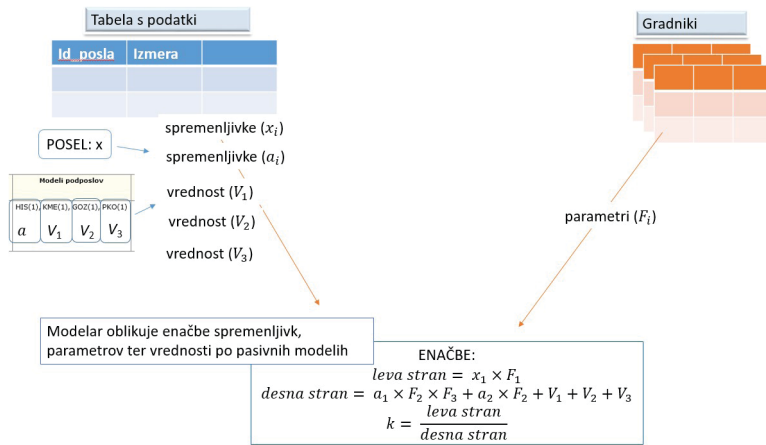 Tabela s podatki
Gradniki
Id_posla Izmera
spremenljivke (xᵢ)
POSEL: x
spremenljivke (aᵢ)
Modeli podposlov
HIS(1), KME(1), GOZ(1), PKO(1)
a V₁ V₂ V₃
vrednost (V₁)
vrednost (V₂)
vrednost (V₃)
parametri (Fᵢ)
Modelar oblikuje enačbe spremenljivk,
parametrov ter vrednosti po pasivnih modelih
ENAČBE:
leva stran = x₁ × F₁
desna stran = a₁ × F₂ × F₃ + a₂ × F₂ + V₁ + V₂ + V₃
k = leva stran / desna stran